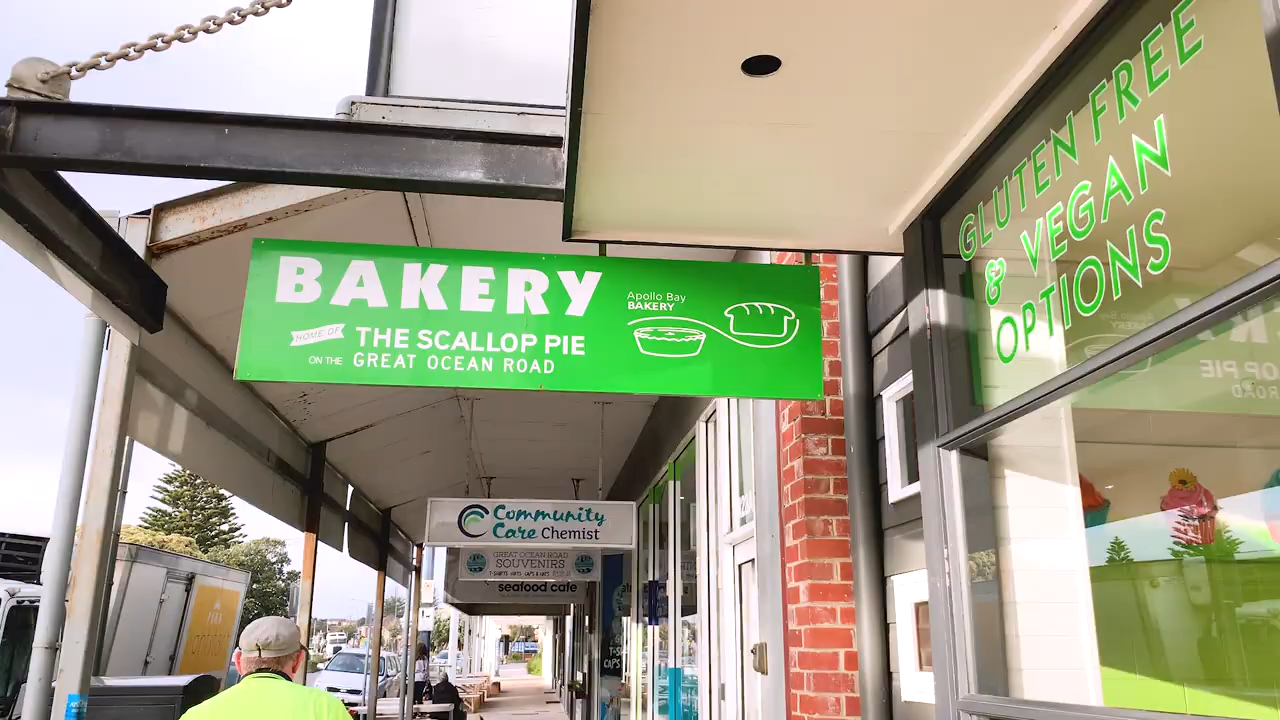 BAKERY
HOME OF THE SCALLOP PIE
ON THE GREAT OCEAN ROAD
Apollo Bay
BAKERY
GLUTEN FREE
& VEGAN
OPTIONS
Community
Care Chemist
GREAT OCEAN ROAD
SOUVENIRS
seafood cafe
T-S
CAPS